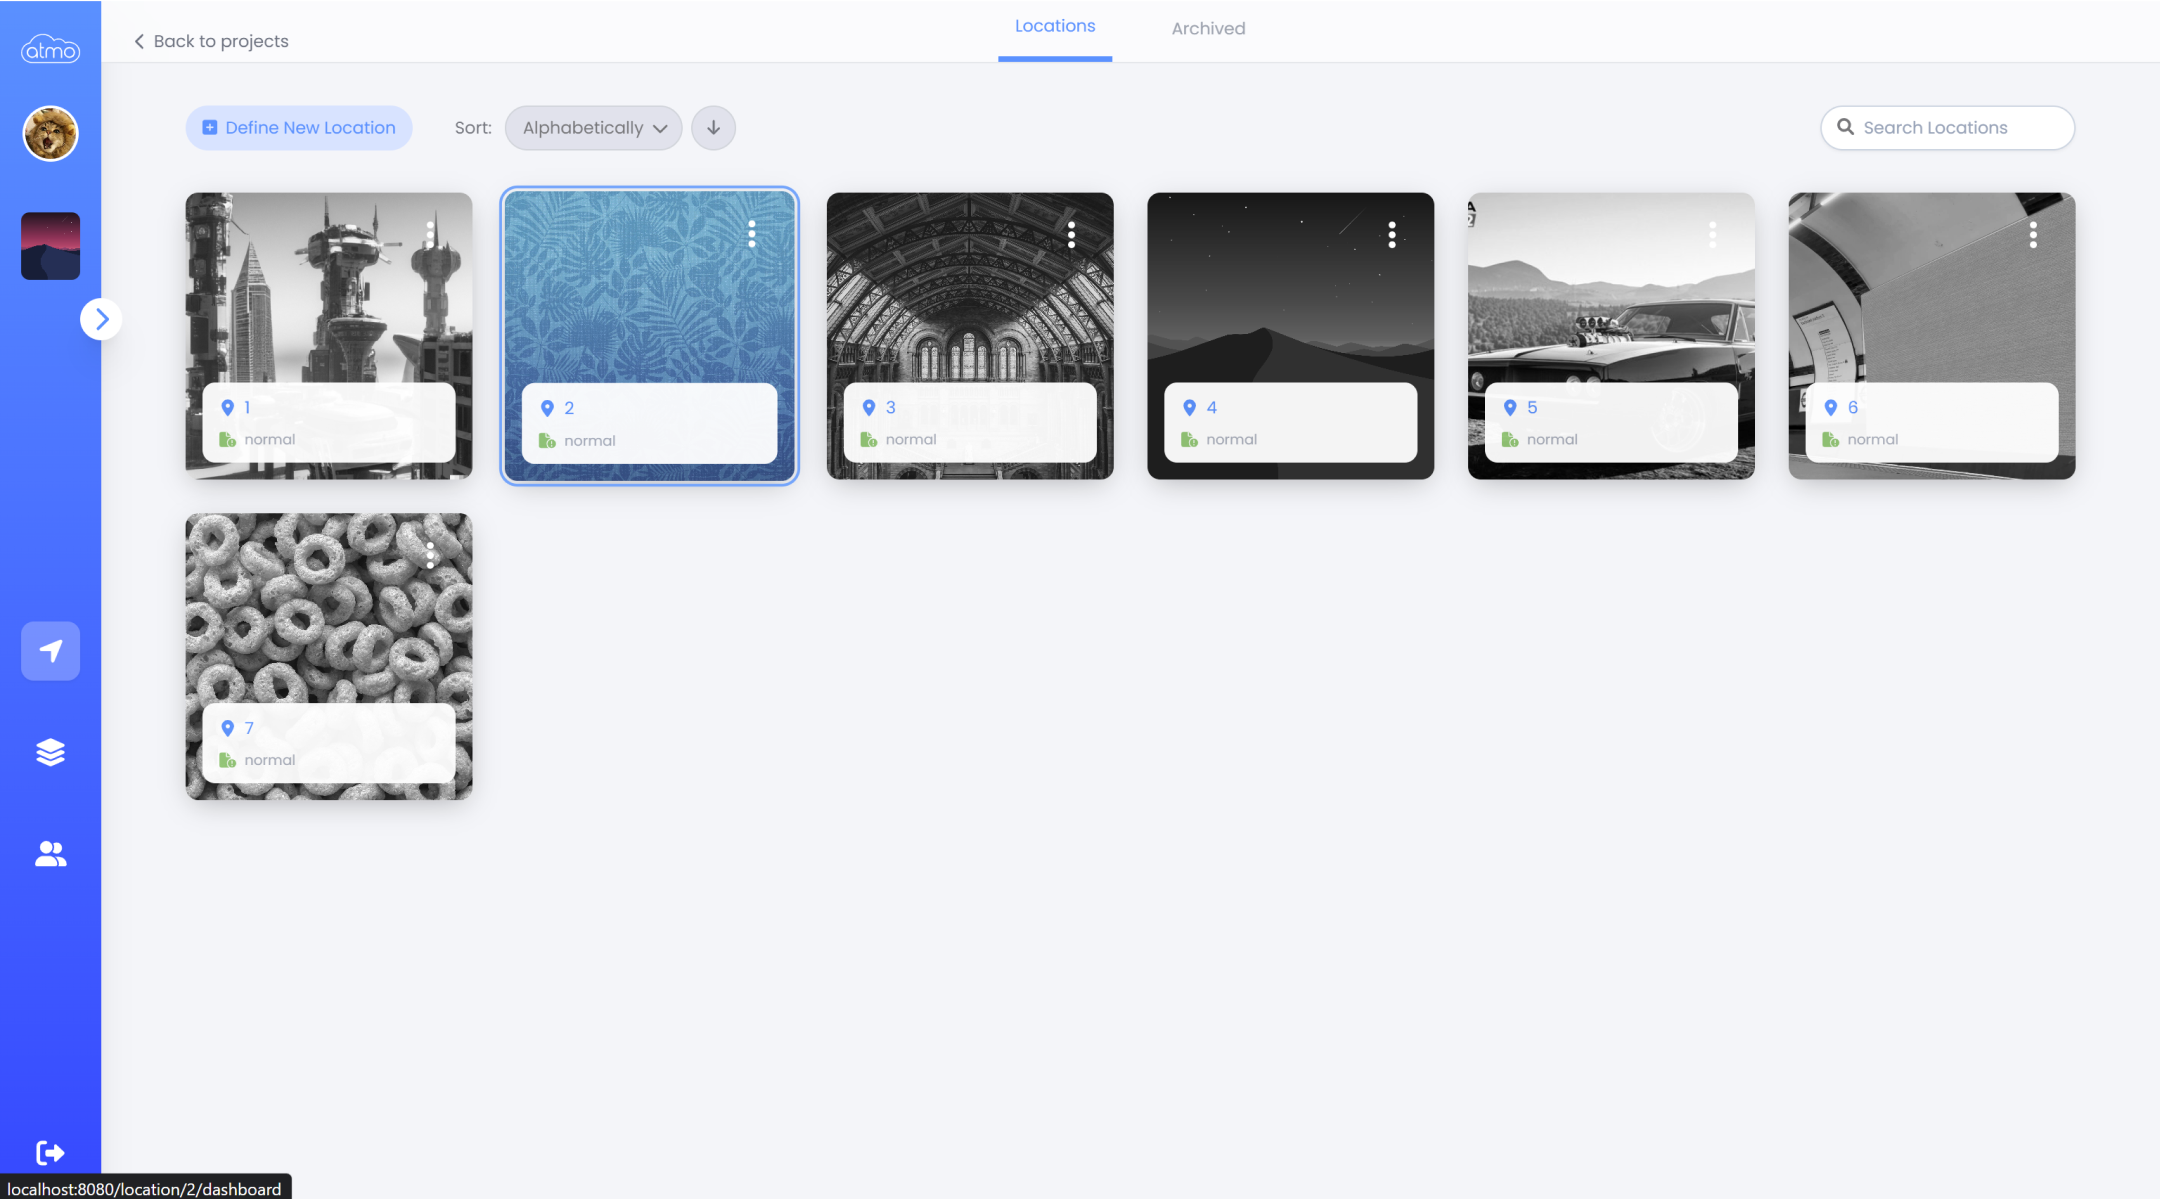 atmo
Back to projects
Locations
Archived
Define New Location
Sort:
Alphabetically
Search Locations
1
normal
2
normal
3
normal
4
normal
5
normal
6
normal
7
normal
localhost:8080/location/2/dashboard